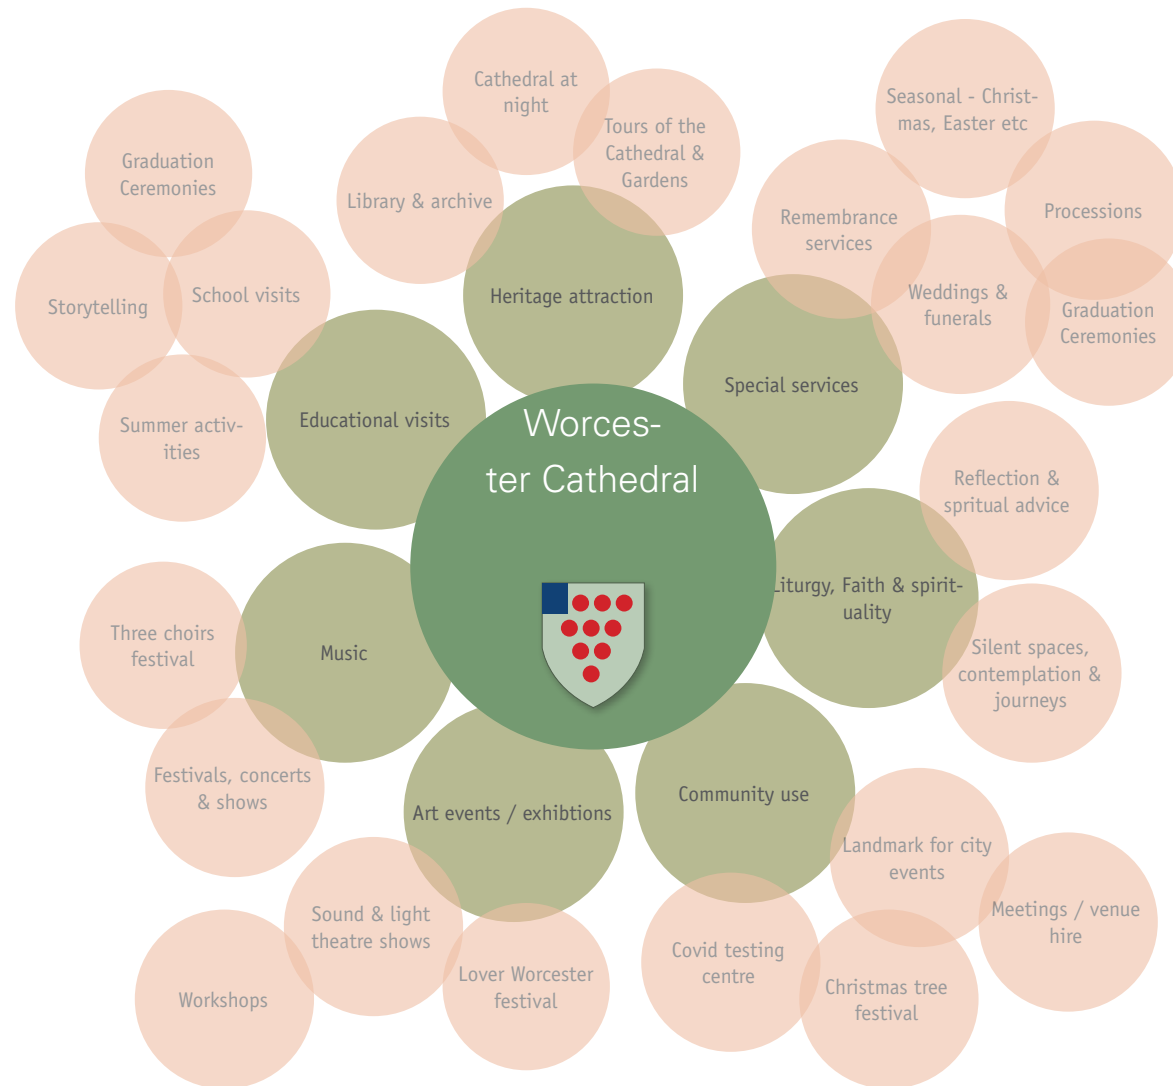 Cathedral at
night
Tours of the
Cathedral &
Gardens
Library & archive
Heritage attraction
Seasonal - Christ-
mas, Easter etc
Remembrance
services
Processions
Weddings &
funerals
Graduation
Ceremonies
Special services
Graduation
Ceremonies
Storytelling
School visits
Summer activ-
ities
Educational visits
Worces-
ter Cathedral
Reflection &
spritual advice
Liturgy, Faith & spirit-
uality
Silent spaces,
contemplation &
journeys
Three choirs
festival
Music
Festivals, concerts
& shows
Art events / exhibtions
Sound & light
theatre shows
Workshops
Lover Worcester
festival
Community use
Landmark for city
events
Meetings / venue
hire
Covid testing
centre
Christmas tree
festival